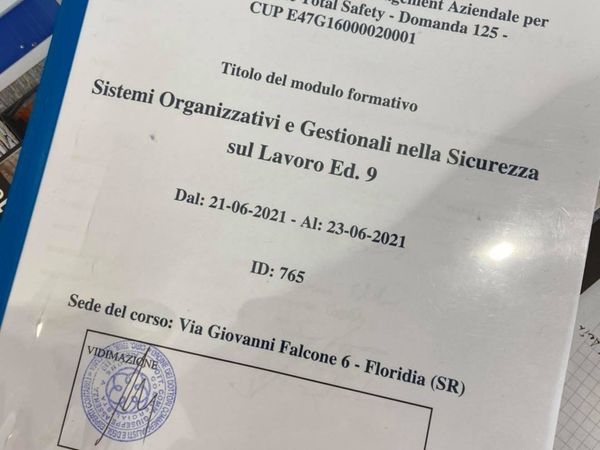 Management Aziendale per
Total Safety - Domanda 125 -
CUP E47G16000020001
Titolo del modulo formativo
Sistemi Organizzativi e Gestionali nella Sicurezza
sul Lavoro Ed. 9
Dal: 21-06-2021 - Al: 23-06-2021
ID: 765
Sede del corso: Via Giovanni Falcone 6 - Floridia (SR)
VIDIMAZIONE